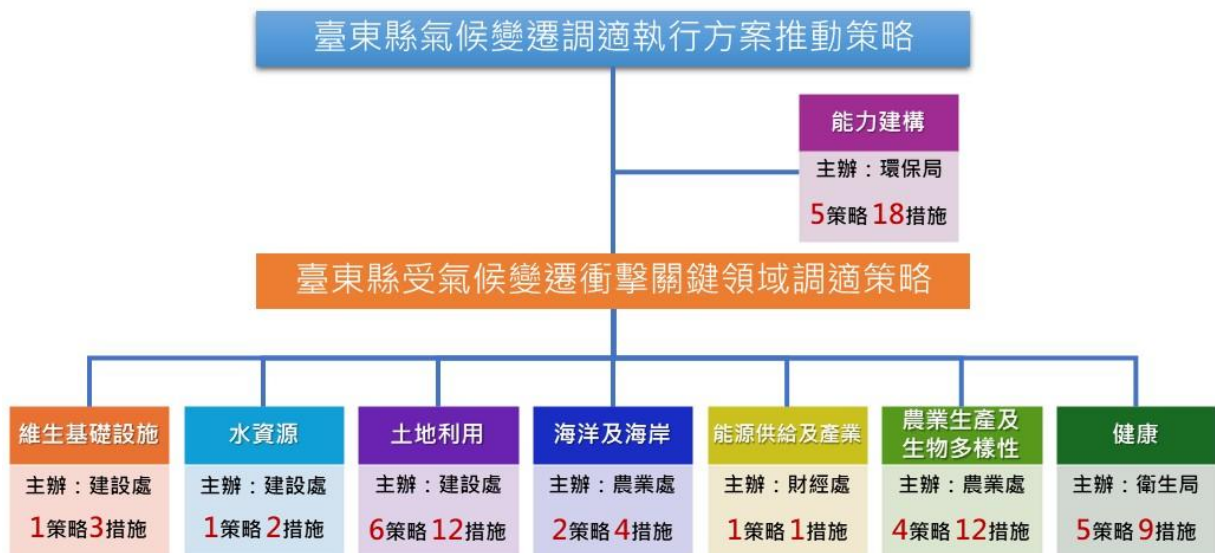 臺東縣氣候變遷調適執行方案推動策略
能力建構
主辦：環保局
5策略18措施
臺東縣受氣候變遷衝擊關鍵領域調適策略
維生基礎設施
主辦：建設處
1策略3措施
水資源
主辦：建設處
1策略2措施
土地利用
主辦：建設處
6策略12措施
海洋及海岸
主辦：農業處
2策略4措施
能源供給及產業
主辦：財經處
1策略1措施
農業生產及
生物多樣性
主辦：農業處
4策略12措施
健康
主辦：衛生局
5策略9措施